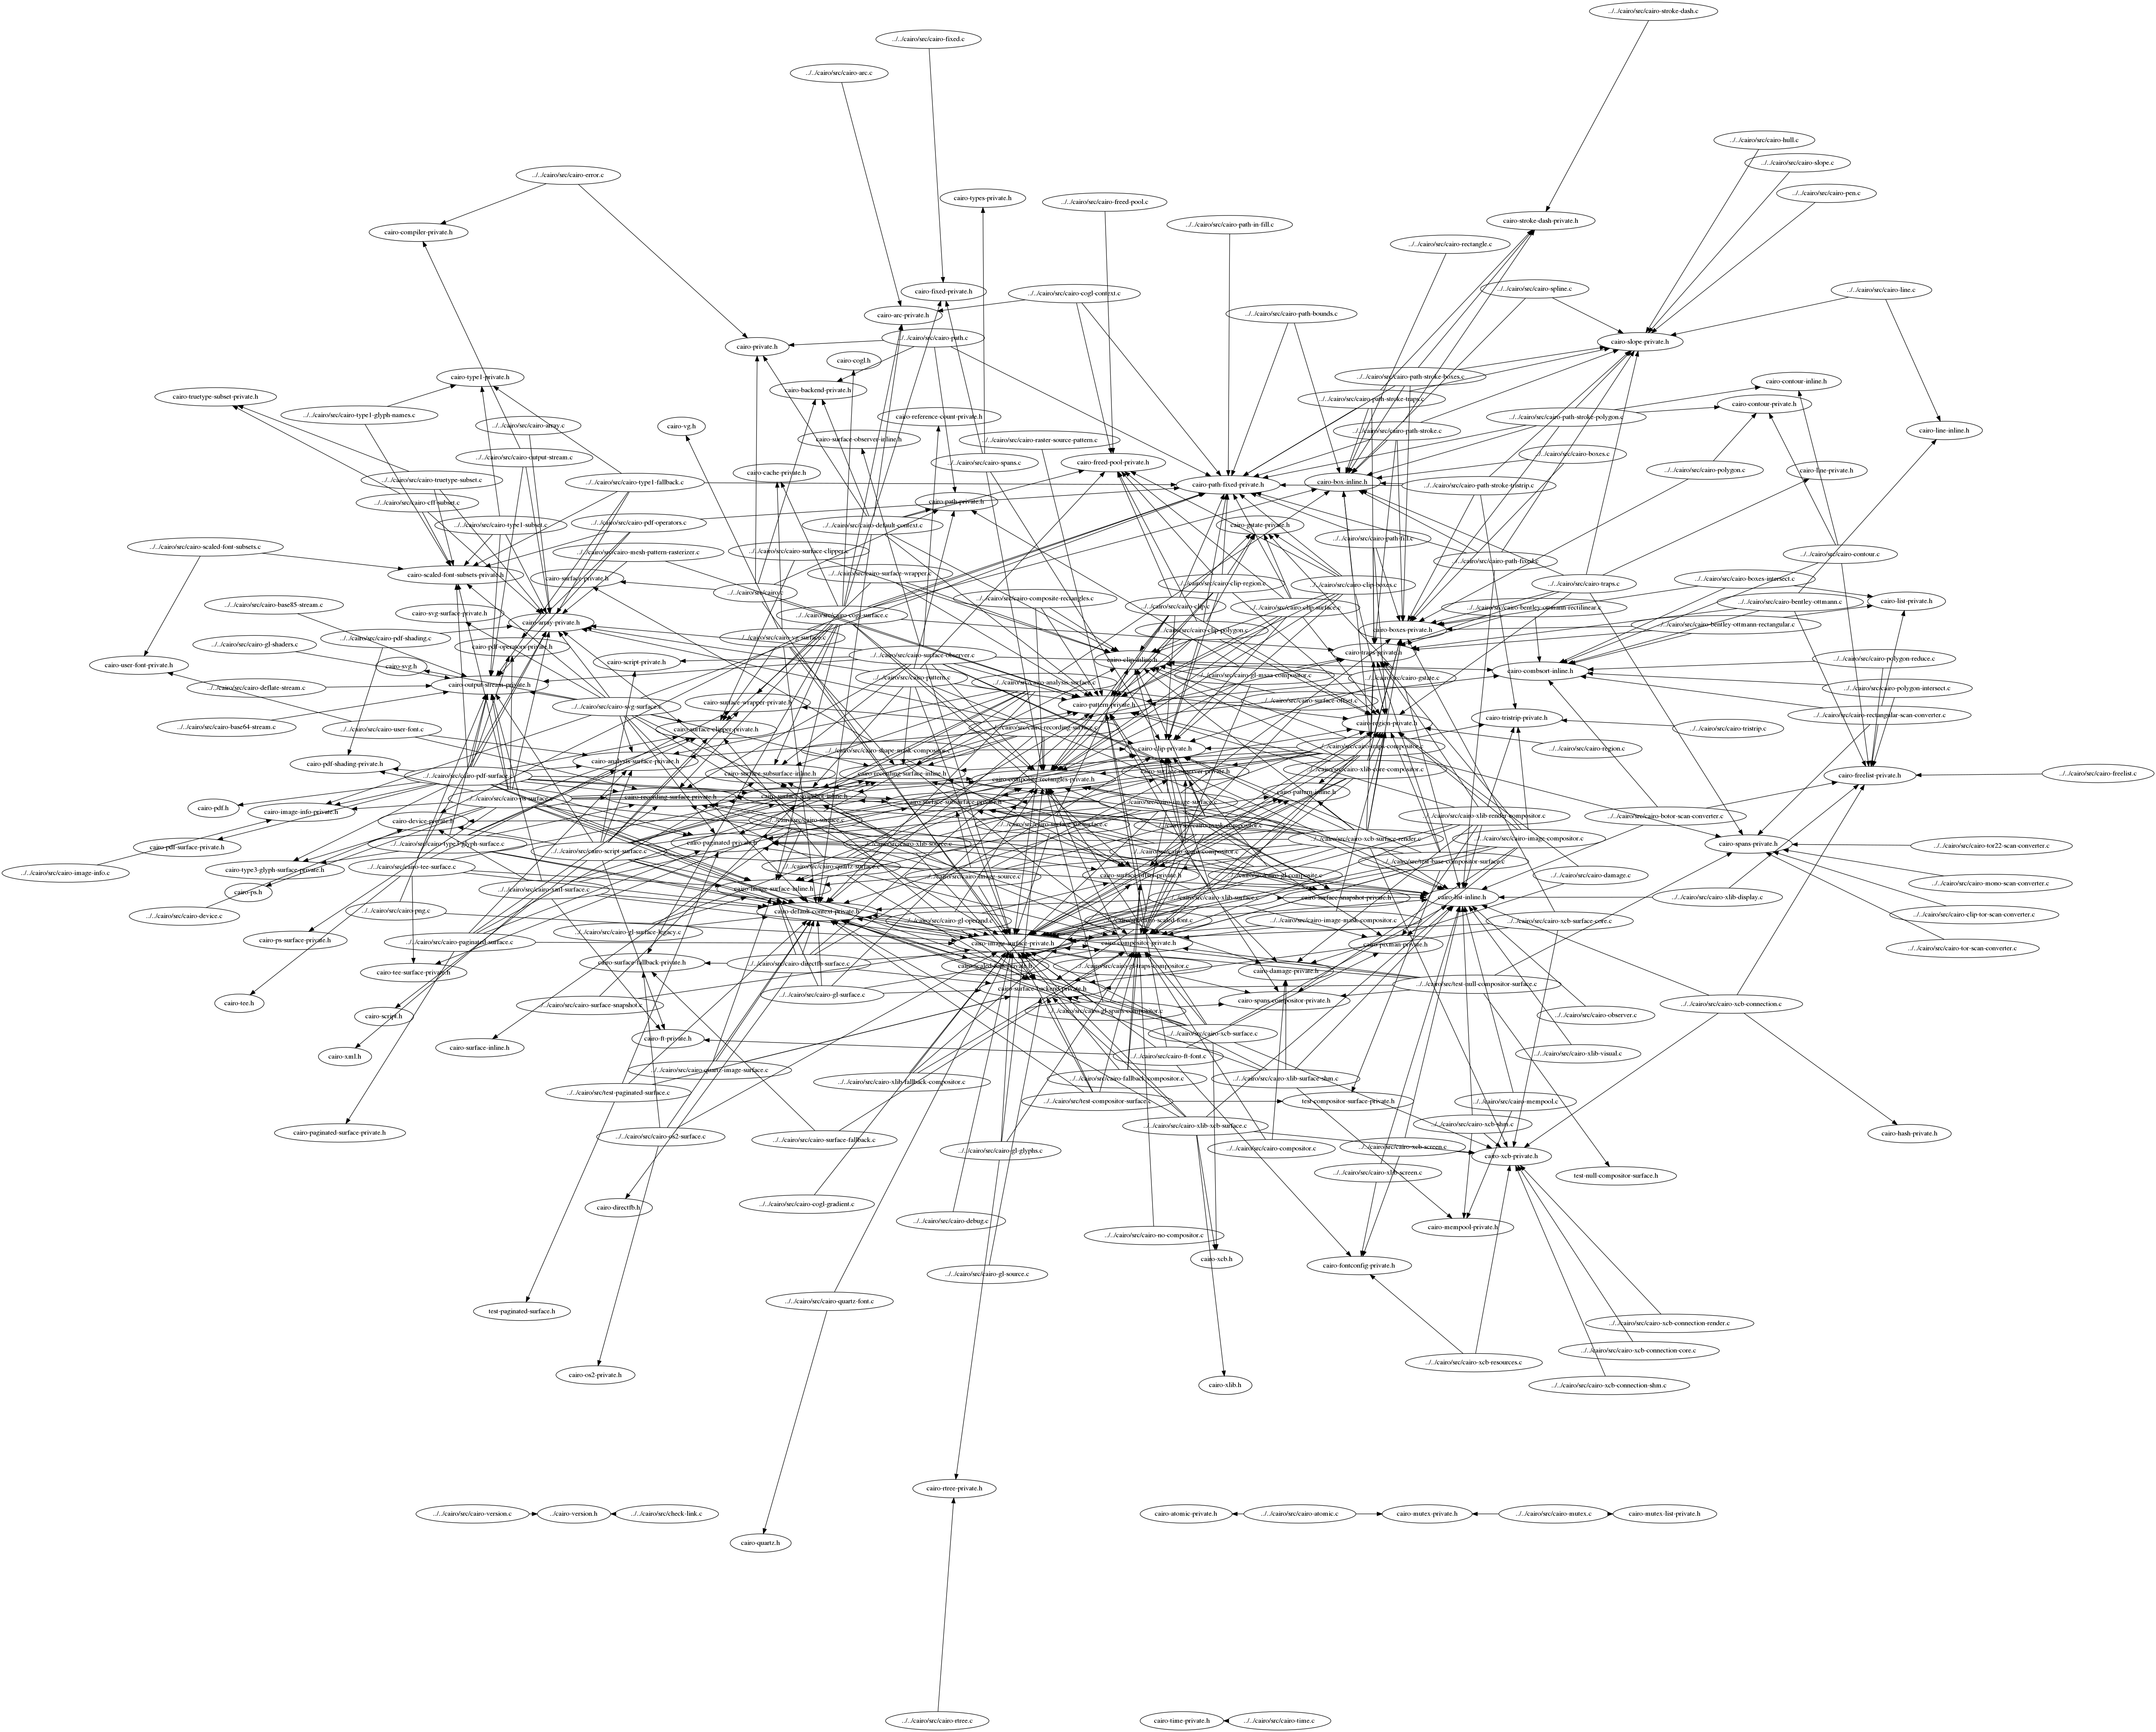 ../../cairo/src/cairo-stroke-dash.c
../../cairo/src/cairo-fixed.c
../../cairo/src/cairo-arc.c
../../cairo/src/cairo-hull.c
../../cairo/src/cairo-slope.c
../../cairo/src/cairo-error.c
../../cairo/src/cairo-pen.c
cairo-types-private.h
../../cairo/src/cairo-freed-pool.c
cairo-stroke-dash-private.h
../../cairo/src/cairo-path-in-fill.c
cairo-compiler-private.h
../../cairo/src/cairo-rectangle.c
../../cairo/src/cairo-spline.c
../../cairo/src/cairo-line.c
cairo-fixed-private.h
../../cairo/src/cairo-cogl-context.c
cairo-arc-private.h
../../cairo/src/cairo-path-bounds.c
../../cairo/src/cairo-path.c
cairo-slope-private.h
cairo-private.h
cairo-cogl.h
cairo-type1-private.h
../../cairo/src/cairo-path-stroke-boxes.c
cairo-contour-inline.h
cairo-backend-private.h
cairo-truetype-subset-private.h
../../cairo/src/cairo-path-stroke-traps.c
cairo-contour-private.h
../../cairo/src/cairo-type1-glyph-names.c
cairo-reference-count-private.h
../../cairo/src/cairo-path-stroke-polygon.c
../../cairo/src/cairo-array.c
cairo-vg.h
../../cairo/src/cairo-path-stroke.c
cairo-line-inline.h
cairo-surface-observer-inline.h
../../cairo/src/cairo-raster-source-pattern.c
../../cairo/src/cairo-boxes.c
../../cairo/src/cairo-output-stream.c
../../cairo/src/cairo-spans.c
cairo-freed-pool-private.h
../../cairo/src/cairo-polygon.c
cairo-line-private.h
cairo-cache-private.h
../../cairo/src/cairo-truetype-subset.c
../../cairo/src/cairo-type1-fallback.c
cairo-path-fixed-private.h
cairo-box-inline.h
../../cairo/src/cairo-path-stroke-tristrip.c
../../cairo/src/cairo-cff-subset.c
cairo-path-private.h
../../cairo/src/cairo-type1-subset.c
../../cairo/src/cairo-pdf-operators.c
../../cairo/src/cairo-default-context.c
cairo-gstate-private.h
../../cairo/src/cairo-path-fill.c
../../cairo/src/cairo-scaled-font-subsets.c
../../cairo/src/cairo-mesh-pattern-rasterizer.c
../../cairo/src/cairo-surface-clipper.c
../../cairo/src/cairo-contour.c
../../cairo/src/cairo-path-fixed.c
cairo-scaled-font-subsets-private.h
cairo-surface-private.h
../../cairo/src/cairo-surface-wrapper.c
../../cairo/src/cairo-clip-region.c
../../cairo/src/cairo-clip-boxes.c
../../cairo/src/cairo-traps.c
../../cairo/src/cairo-boxes-intersect.c
../../cairo/src/cairo.c
../../cairo/src/cairo-composite-rectangles.c
../../cairo/src/cairo-base85-stream.c
cairo-svg-surface-private.h
../../cairo/src/cairo-cogl-surface.c
../../cairo/src/cairo-clip.c
../../cairo/src/cairo-clip-surface.c
../../cairo/src/cairo-bentley-ottmann-rectilinear.c
../../cairo/src/cairo-bentley-ottmann.c
cairo-list-private.h
cairo-array-private.h
../../cairo/src/cairo-clip-polygon.c
cairo-boxes-private.h
../../cairo/src/cairo-bentley-ottmann-rectangular.c
../../cairo/src/cairo-pdf-shading.c
../../cairo/src/cairo-vg-surface.c
../../cairo/src/cairo-gl-shaders.c
cairo-pdf-operators-private.h
../../cairo/src/cairo-surface-observer.c
cairo-traps-private.h
cairo-user-font-private.h
cairo-svg.h
cairo-script-private.h
cairo-clip-inline.h
../../cairo/src/cairo-polygon-reduce.c
cairo-combsort-inline.h
../../cairo/src/cairo-deflate-stream.c
cairo-output-stream-private.h
../../cairo/src/cairo-pattern.c
../../cairo/src/cairo-analysis-surface.c
../../cairo/src/cairo-gl-msaa-compositor.c
../../cairo/src/cairo-gstate.c
../../cairo/src/cairo-polygon-intersect.c
../../cairo/src/cairo-svg-surface.c
cairo-surface-wrapper-private.h
cairo-pattern-private.h
../../cairo/src/cairo-surface-offset.c
../../cairo/src/cairo-rectangular-scan-converter.c
../../cairo/src/cairo-base64-stream.c
cairo-tristrip-private.h
../../cairo/src/cairo-tristrip.c
../../cairo/src/cairo-user-font.c
cairo-surface-clipper-private.h
../../cairo/src/cairo-recording-surface.c
cairo-region-private.h
../../cairo/src/cairo-region.c
cairo-pdf-shading-private.h
cairo-analysis-surface-private.h
../../cairo/src/cairo-shape-mask-compositor.c
cairo-clip-private.h
../../cairo/src/cairo-traps-compositor.c
../../cairo/src/cairo-pdf-surface.c
cairo-surface-subsurface-inline.h
cairo-recording-surface-inline.h
cairo-composite-rectangles-private.h
cairo-surface-observer-private.h
../../cairo/src/cairo-xlib-core-compositor.c
cairo-freelist-private.h
../../cairo/src/cairo-freelist.c
cairo-pdf.h
cairo-image-info-private.h
../../cairo/src/cairo-ps-surface.c
cairo-recording-surface-private.h
cairo-surface-snapshot-inline.h
cairo-surface-subsurface-private.h
../../cairo/src/cairo-image-surface.c
cairo-pattern-inline.h
../../cairo/src/cairo-xlib-render-compositor.c
../../cairo/src/cairo-botor-scan-converter.c
cairo-device-private.h
../../cairo/src/cairo-surface.c
../../cairo/src/cairo-surface-subsurface.c
../../cairo/src/cairo-mask-compositor.c
../../cairo/src/cairo-xcb-surface-render.c
../../cairo/src/cairo-image-compositor.c
cairo-spans-private.h
../../cairo/src/cairo-tor22-scan-converter.c
cairo-pdf-surface-private.h
../../cairo/src/cairo-type3-glyph-surface.c
cairo-paginated-private.h
../../cairo/src/cairo-xlib-source.c
../../cairo/src/cairo-script-surface.c
../../cairo/src/cairo-spans-compositor.c
../../cairo/src/test-base-compositor-surface.c
../../cairo/src/cairo-image-info.c
cairo-type3-glyph-surface-private.h
../../cairo/src/cairo-tee-surface.c
../../cairo/src/cairo-quartz-surface.c
../../cairo/src/cairo-image-source.c
cairo-surface-offset-private.h
../../cairo/src/cairo-gl-composite.c
../../cairo/src/cairo-damage.c
../../cairo/src/cairo-mono-scan-converter.c
cairo-ps.h
../../cairo/src/cairo-xml-surface.c
cairo-image-surface-inline.h
../../cairo/src/cairo-xlib-surface.c
cairo-surface-snapshot-private.h
cairo-list-inline.h
../../cairo/src/cairo-xlib-display.c
../../cairo/src/cairo-device.c
../../cairo/src/cairo-png.c
cairo-default-context-private.h
../../cairo/src/cairo-gl-operand.c
../../cairo/src/cairo-scaled-font.c
../../cairo/src/cairo-image-mask-compositor.c
../../cairo/src/cairo-xcb-surface-core.c
../../cairo/src/cairo-clip-tor-scan-converter.c
cairo-ps-surface-private.h
../../cairo/src/cairo-paginated-surface.c
../../cairo/src/cairo-gl-surface-legacy.c
cairo-image-surface-private.h
cairo-compositor-private.h
cairo-pixman-private.h
../../cairo/src/cairo-tor-scan-converter.c
cairo-tee-surface-private.h
cairo-surface-fallback-private.h
../../cairo/src/cairo-directfb-surface.c
cairo-scaled-font-private.h
../../cairo/src/cairo-gl-traps-compositor.c
cairo-damage-private.h
../../cairo/src/test-null-compositor-surface.c
cairo-tee.h
../../cairo/src/cairo-surface-snapshot.c
../../cairo/src/cairo-gl-surface.c
cairo-surface-backend-private.h
cairo-spans-compositor-private.h
../../cairo/src/cairo-xcb-connection.c
cairo-script.h
../../cairo/src/cairo-gl-spans-compositor.c
../../cairo/src/cairo-observer.c
cairo-xml.h
cairo-surface-inline.h
cairo-ft-private.h
../../cairo/src/cairo-xcb-surface.c
../../cairo/src/cairo-ft-font.c
../../cairo/src/cairo-xlib-visual.c
../../cairo/src/cairo-quartz-image-surface.c
../../cairo/src/cairo-xlib-fallback-compositor.c
../../cairo/src/cairo-fallback-compositor.c
../../cairo/src/cairo-xlib-surface-shm.c
../../cairo/src/test-paginated-surface.c
../../cairo/src/test-compositor-surface.c
test-compositor-surface-private.h
../../cairo/src/cairo-mempool.c
cairo-paginated-surface-private.h
../../cairo/src/cairo-os2-surface.c
../../cairo/src/cairo-surface-fallback.c
../../cairo/src/cairo-xlib-xcb-surface.c
../../cairo/src/cairo-xcb-shm.c
cairo-hash-private.h
../../cairo/src/cairo-gl-glyphs.c
../../cairo/src/cairo-compositor.c
../../cairo/src/cairo-xcb-screen.c
cairo-xcb-private.h
../../cairo/src/cairo-xlib-screen.c
test-null-compositor-surface.h
cairo-directfb.h
../../cairo/src/cairo-cogl-gradient.c
../../cairo/src/cairo-debug.c
../../cairo/src/cairo-no-compositor.c
cairo-mempool-private.h
cairo-xcb.h
cairo-fontconfig-private.h
../../cairo/src/cairo-gl-source.c
test-paginated-surface.h
../../cairo/src/cairo-quartz-font.c
../../cairo/src/cairo-xcb-connection-render.c
../../cairo/src/cairo-xcb-connection-core.c
cairo-os2-private.h
../../cairo/src/cairo-xcb-resources.c
cairo-xlib.h
../../cairo/src/cairo-xcb-connection-shm.c
cairo-rtree-private.h
../../cairo/src/cairo-version.c
../cairo-version.h
../../cairo/src/check-link.c
cairo-atomic-private.h
../../cairo/src/cairo-atomic.c
cairo-mutex-private.h
../../cairo/src/cairo-mutex.c
cairo-mutex-list-private.h
cairo-quartz.h
../../cairo/src/cairo-rtree.c
cairo-time-private.h
../../cairo/src/cairo-time.c